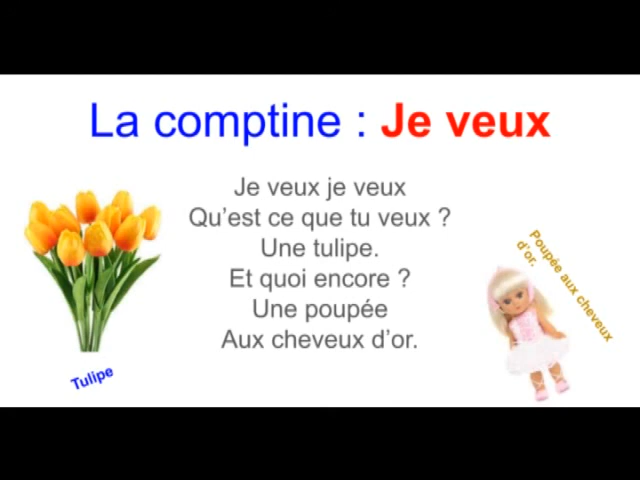 La comptine : Je veux
Je veux je veux
Qu'est ce que tu veux ?
Une tulipe.
Et quoi encore ?
Une poupée
Aux cheveux d'or.
Tulipe
Poupée aux cheveux
d'or.